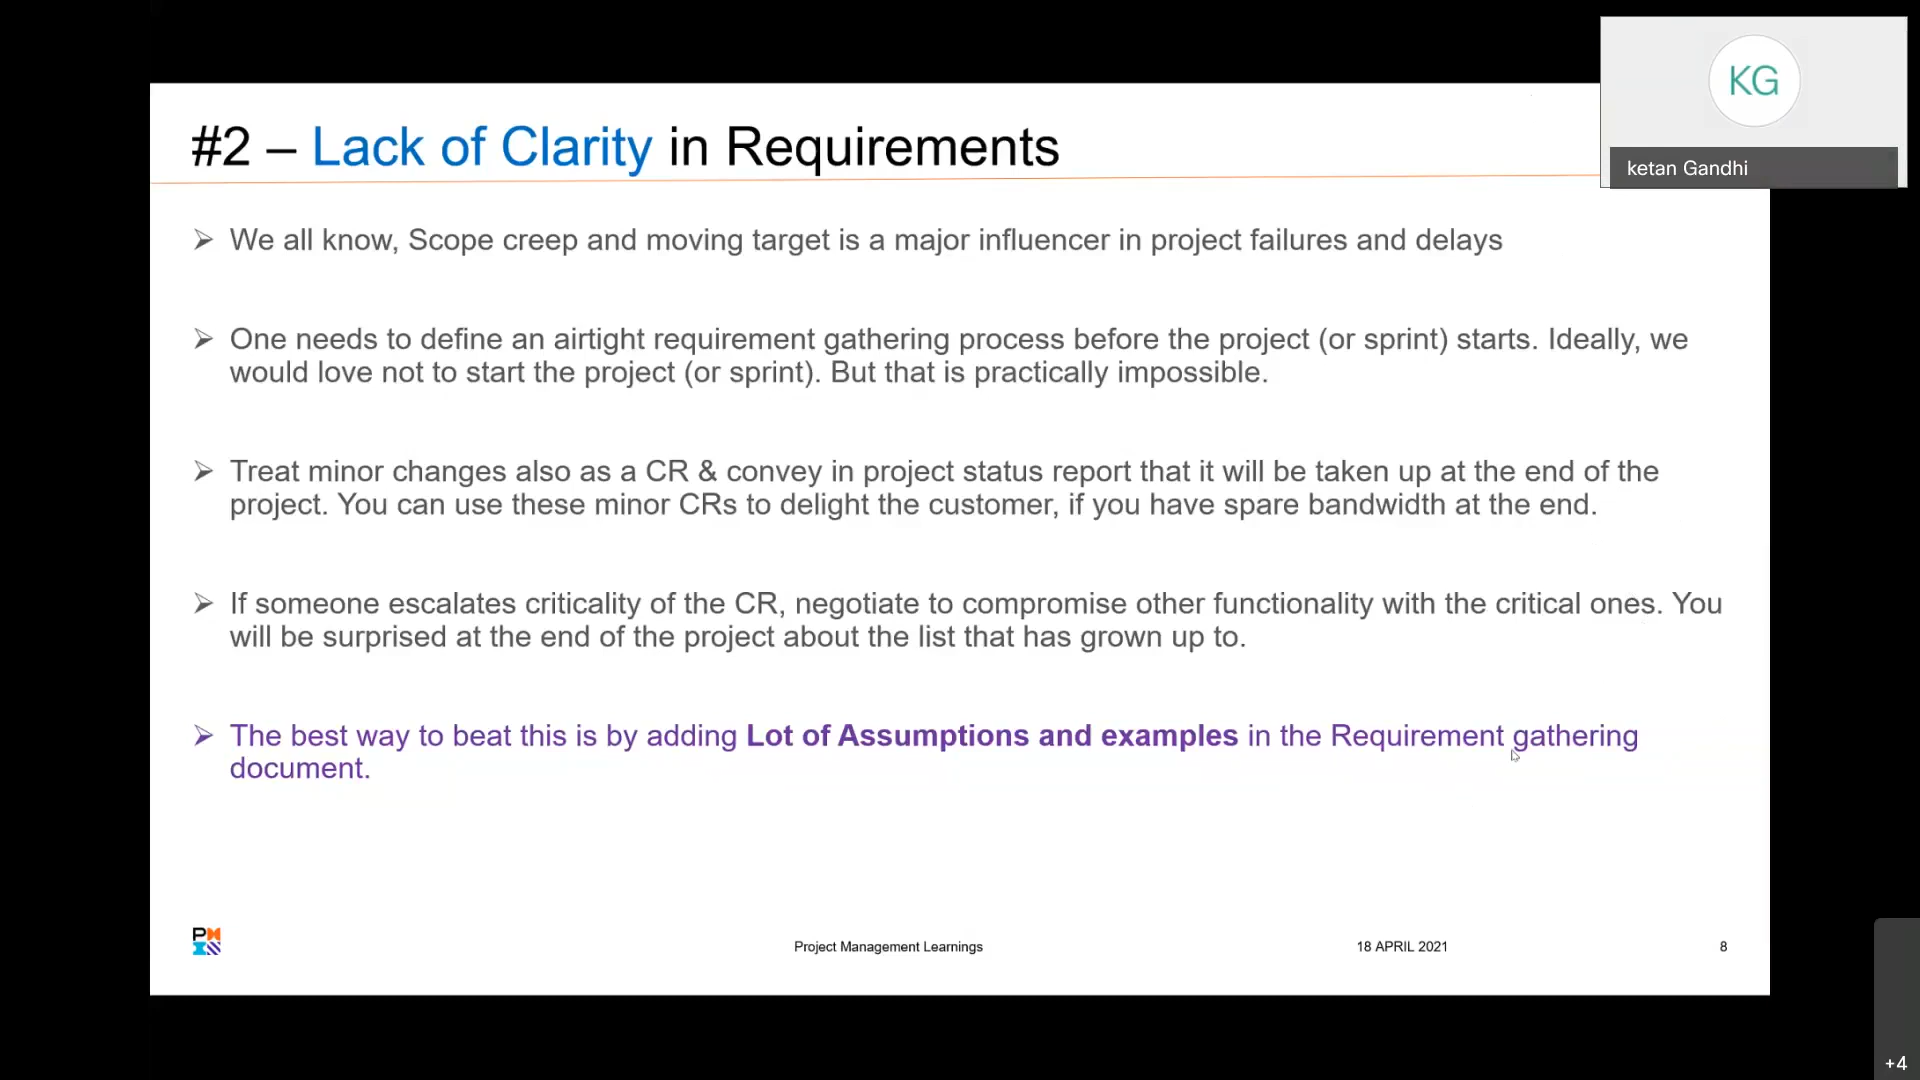 #2 – Lack of Clarity in Requirements
KG
ketan Gandhi
➢ We all know, Scope creep and moving target is a major influencer in project failures and delays
➢ One needs to define an airtight requirement gathering process before the project (or sprint) starts. Ideally, we
would love not to start the project (or sprint). But that is practically impossible.
➢ Treat minor changes also as a CR & convey in project status report that it will be taken up at the end of the
project. You can use these minor CRs to delight the customer, if you have spare bandwidth at the end.
➢ If someone escalates criticality of the CR, negotiate to compromise other functionality with the critical ones. You
will be surprised at the end of the project about the list that has grown up to.
➢ The best way to beat this is by adding Lot of Assumptions and examples in the Requirement gathering
document.
Project Management Learnings
18 APRIL 2021
8
+4